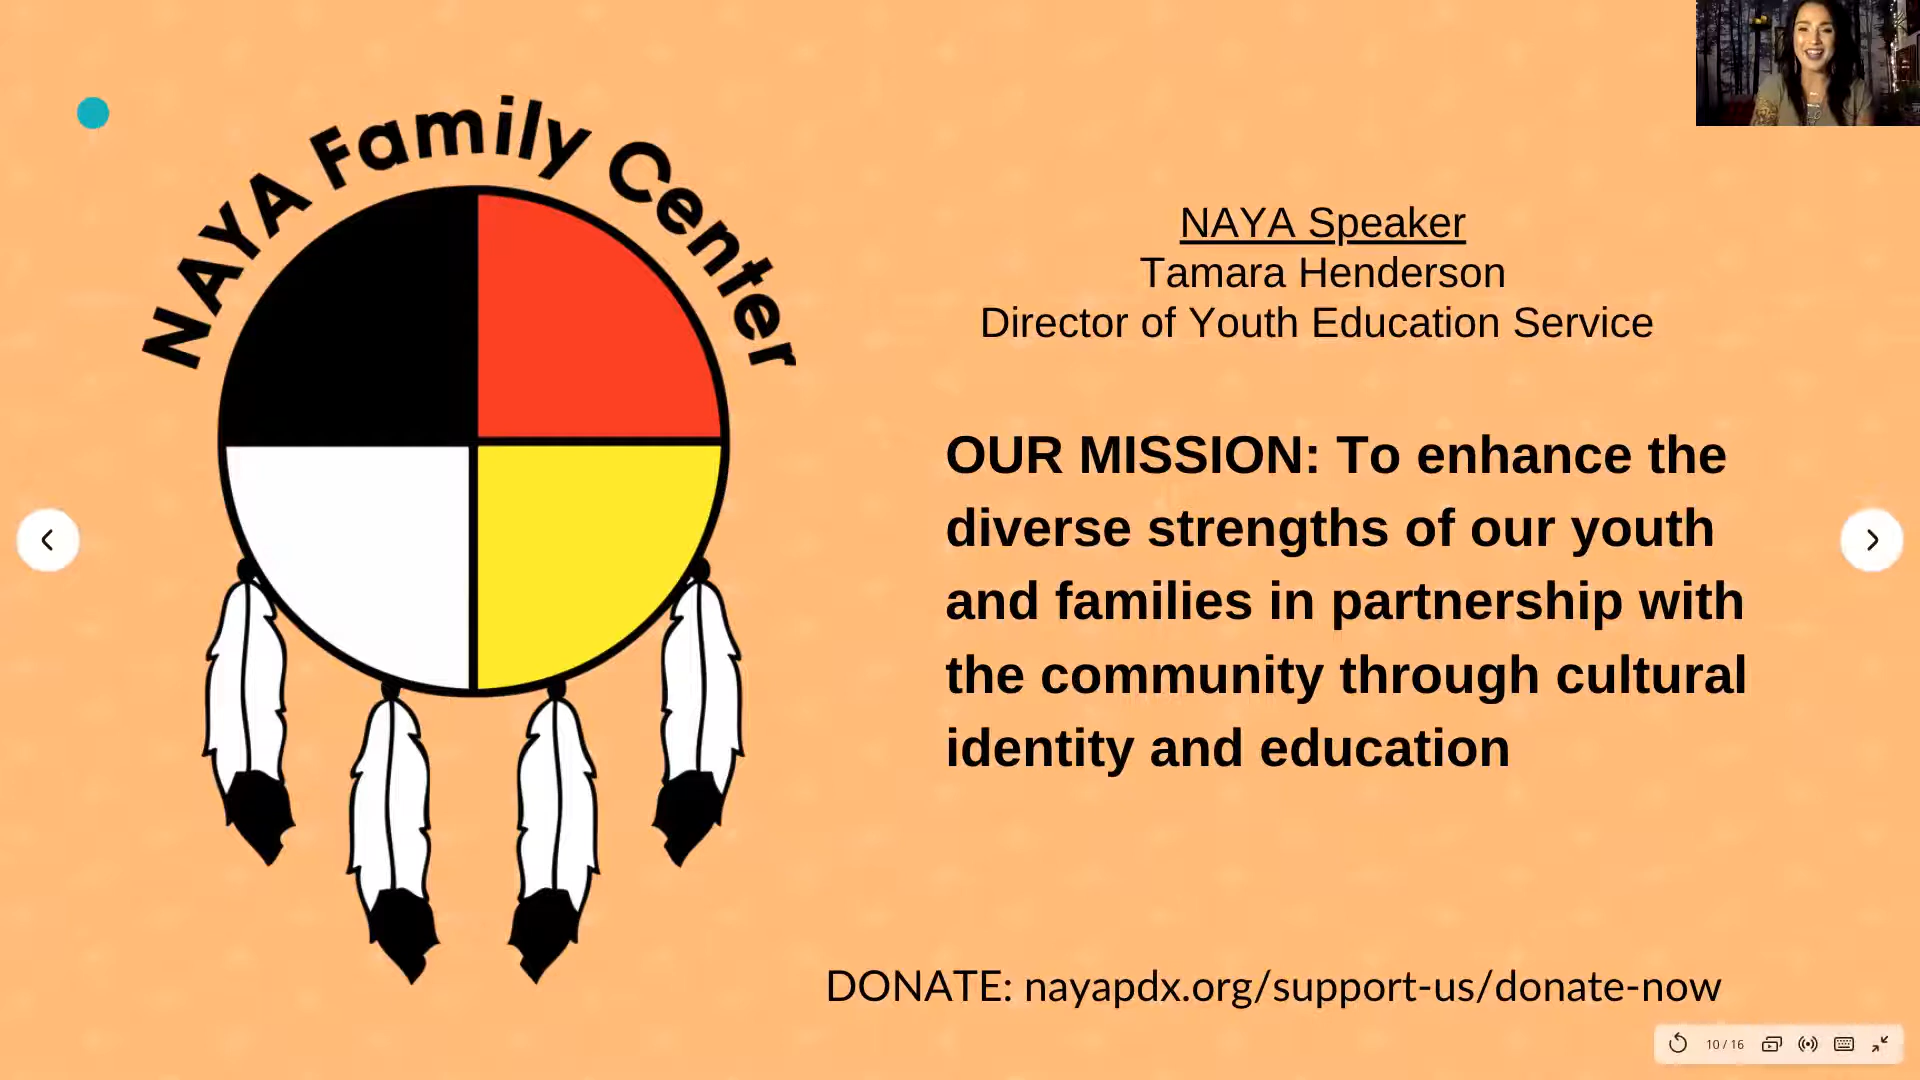 NAYA Family Center
NAYA Speaker
Tamara Henderson
Director of Youth Education Service
OUR MISSION: To enhance the
diverse strengths of our youth
and families in partnership with
the community through cultural
identity and education
DONATE: nayapdx.org/support-us/donate-now
10 / 16